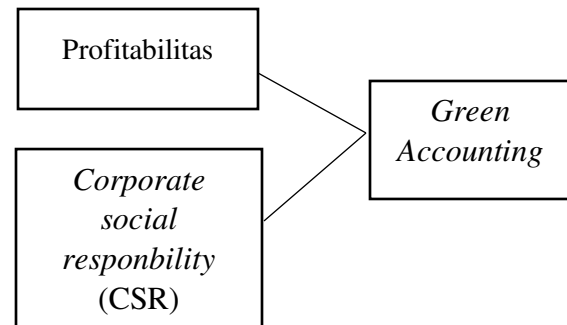 Profitabilitas
Green
Accounting
Corporate
social
responbility
(CSR)